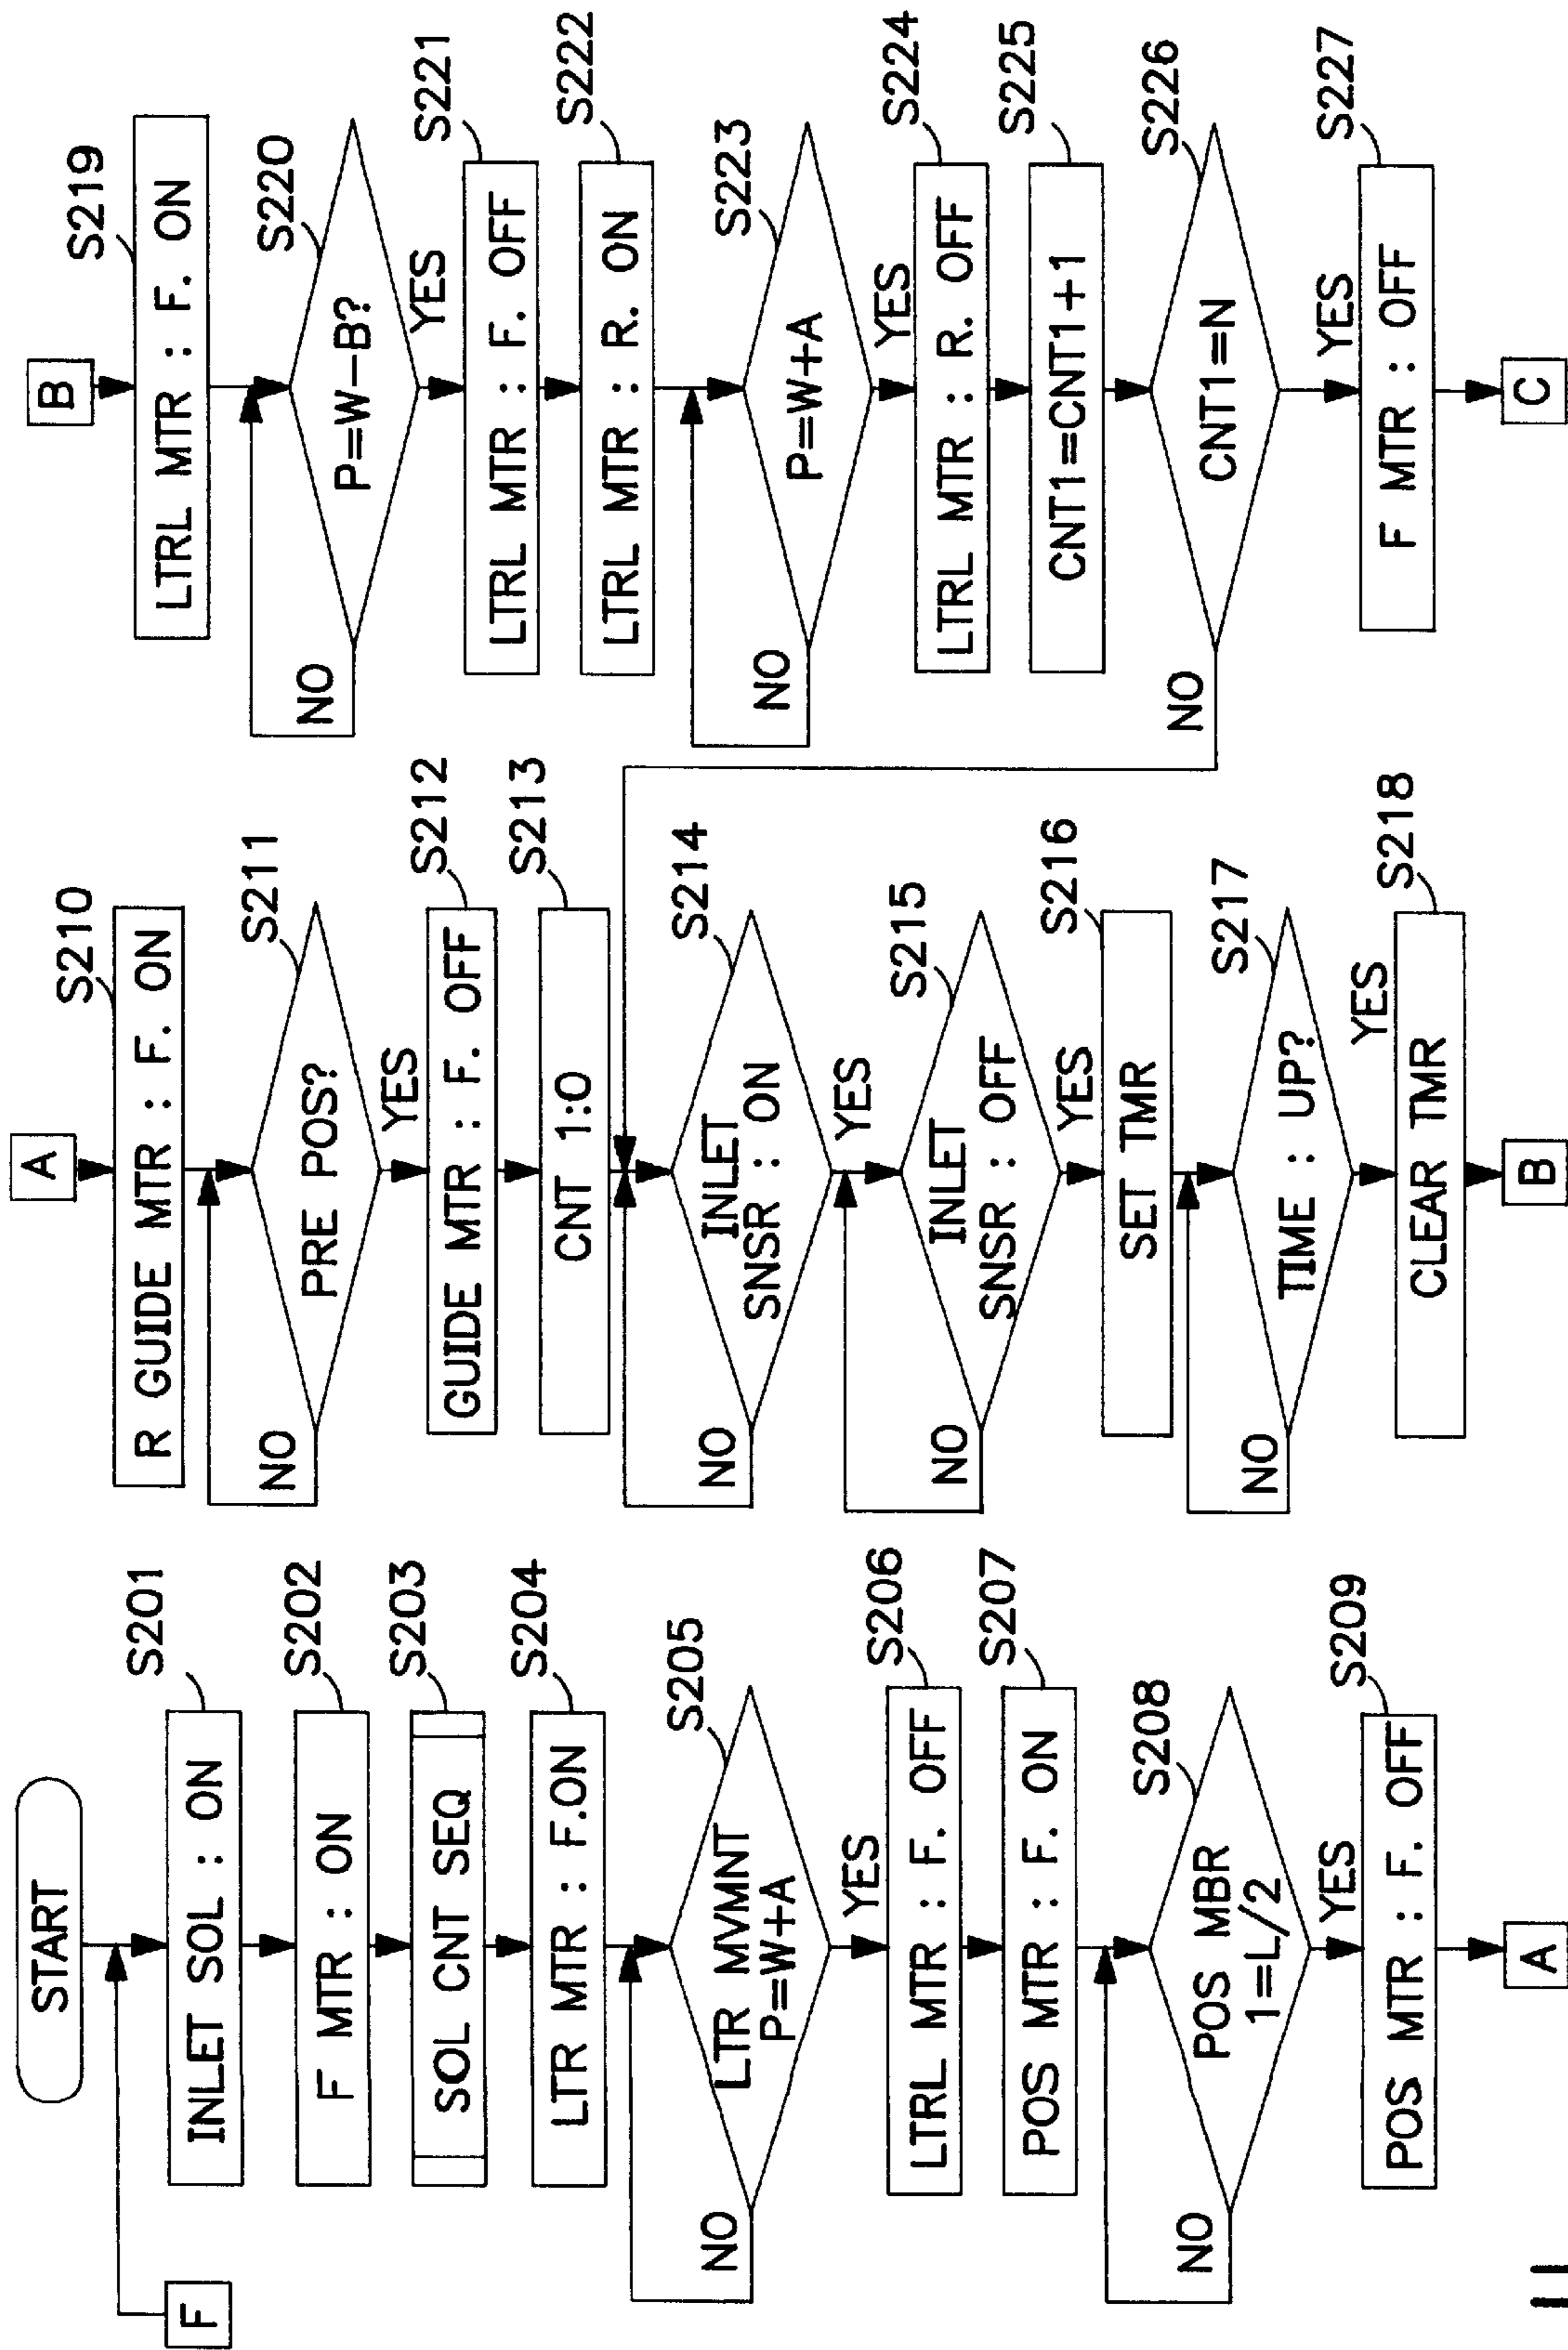 START
F
INLET SOL : ON
S201
F MTR : ON
S202
SOL CNT SEQ
S203
LTR MTR : F.ON
S204
LTR MVMNT
P=W+A
S205
NO
YES
LTRL MTR : F. OFF
S206
POS MTR : F. ON
S207
POS MBR
1=L/2
S208
NO
YES
POS MTR : F. OFF
S209
A
A
R GUIDE MTR : F. ON
S210
PRE POS?
S211
NO
YES
GUIDE MTR : F. OFF
S212
CNT 1:0
S213
INLET
SNSR : ON
S214
NO
YES
INLET
SNSR : OFF
S215
NO
YES
SET TMR
S216
TIME : UP?
S217
NO
YES
CLEAR TMR
S218
B
B
LTRL MTR : F. ON
S219
P=W-B?
S220
NO
YES
LTRL MTR : F. OFF
S221
LTRL MTR : R. ON
S222
P=W+A
S223
NO
YES
LTRL MTR : R. OFF
S224
CNT1=CNT1+1
S225
CNT1=N
S226
NO
YES
F MTR : OFF
S227
C